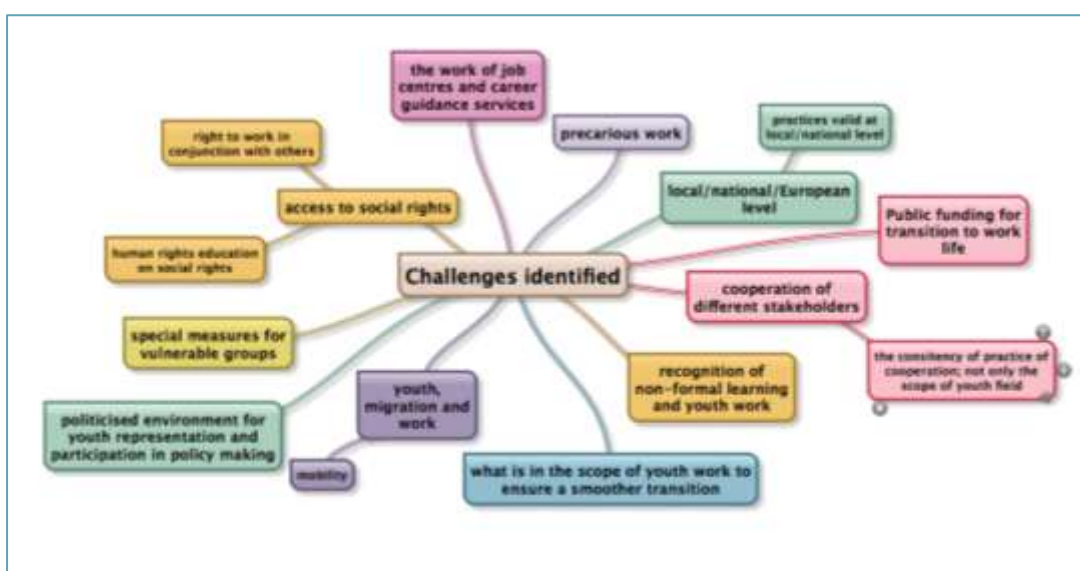 the work of job
centres and career
guidance services
precarious work
practices valid at
local/national level
right to work in
conjunction with others
local/national/European
level
access to social rights
Public funding for
transition to work
life
human rights education
on social rights
Challenges identified
cooperation of
different stakeholders
special measures for
vulnerable groups
the consitency of practice of
cooperation; not only the
scope of youth field
recognition of
non-formal learning
and youth work
youth,
migration and
work
politicised environment for
youth representation and
participation in policy making
mobility
what is in the scope of youth work to
ensure a smoother transition